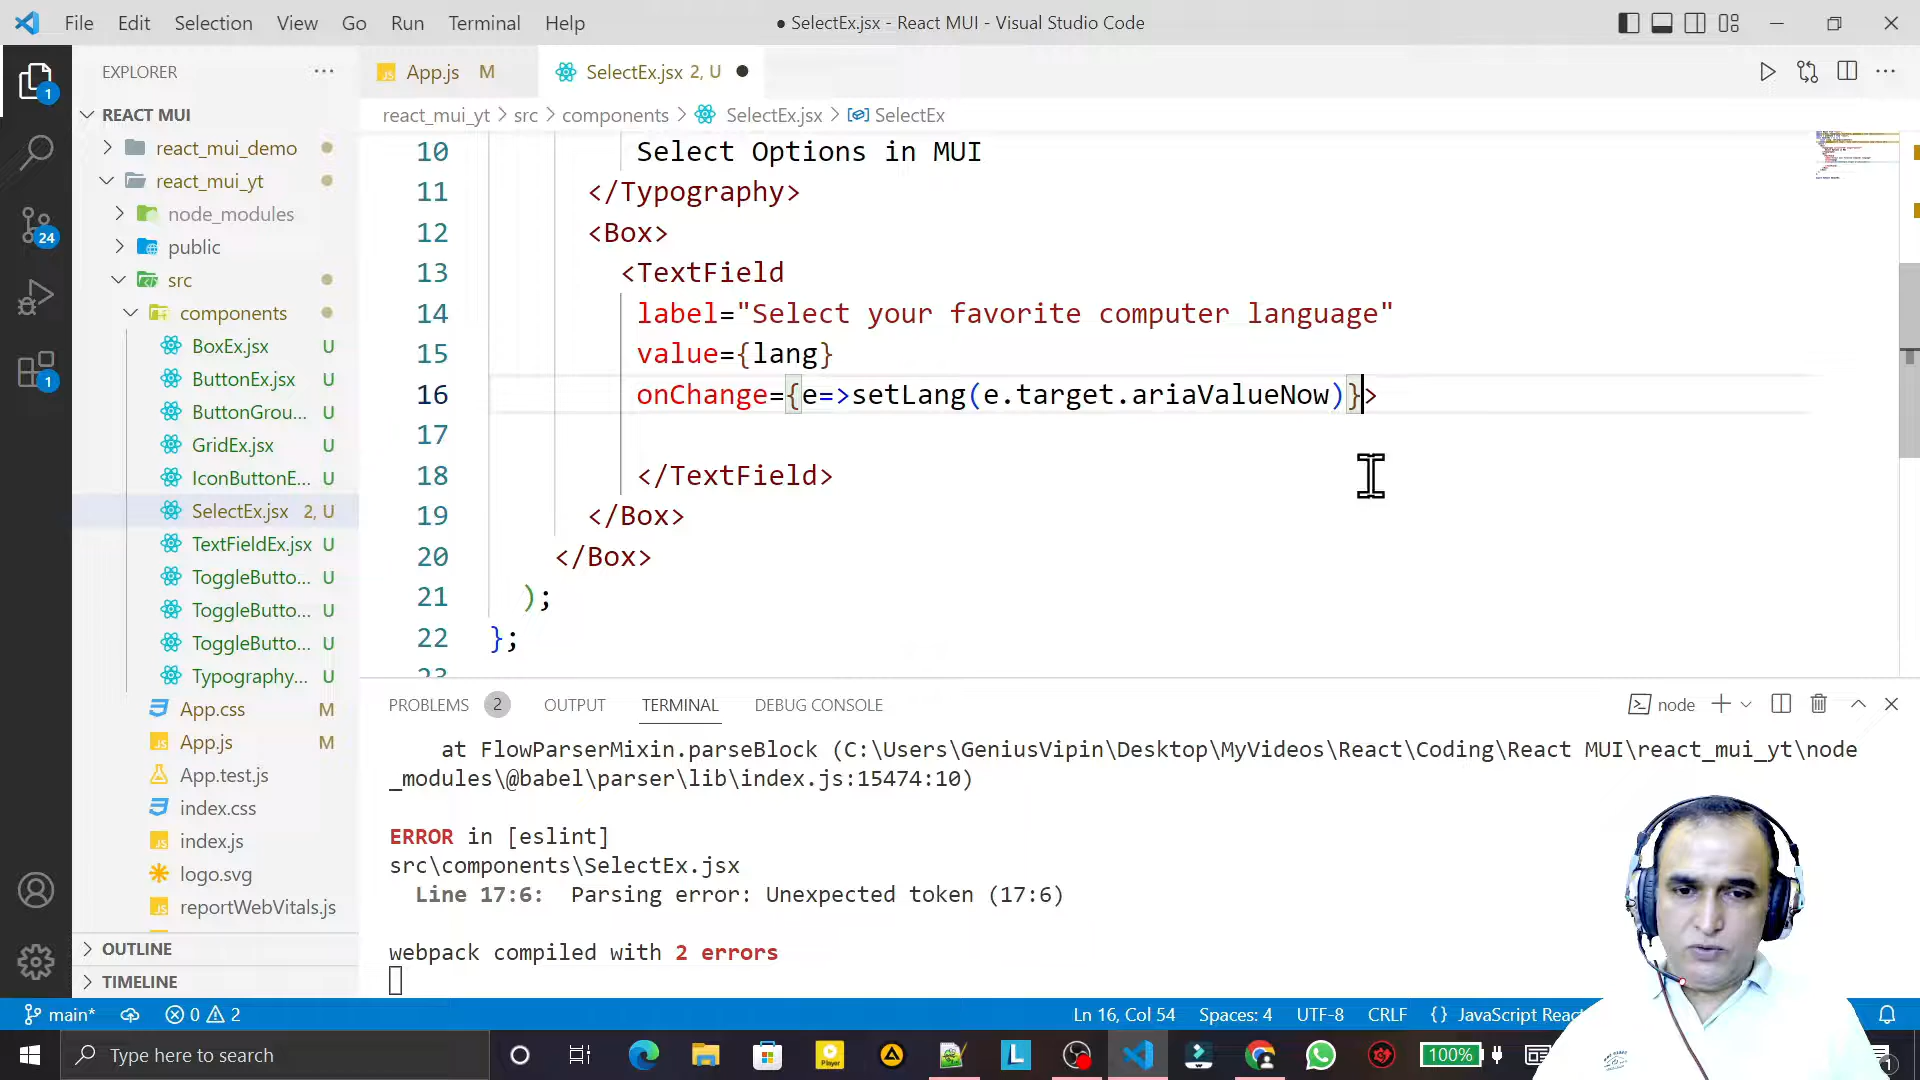 File Edit Selection View Go Run Terminal Help
● SelectEx.jsx - React MUI - Visual Studio Code
EXPLORER
App.js M
SelectEx.jsx 2, U
REACT MUI
react_mui_yt > src > components > SelectEx.jsx > SelectEx
react_mui_demo
react_mui_yt
node_modules
public
src
components
BoxEx.jsx U
ButtonEx.jsx U
ButtonGrou... U
GridEx.jsx U
IconButtonE... U
SelectEx.jsx 2, U
TextFieldEx.jsx U
ToggleButto... U
ToggleButto... U
ToggleButto... U
Typography... U
App.css M
App.js M
App.test.js
index.css
index.js
logo.svg
reportWebVitals.js
OUTLINE
TIMELINE
1
24
1
10 Select Options in MUI
11 </Typography>
12 <Box>
13 <TextField
14 label="Select your favorite computer language"
15 value={lang}
16 onChange={e=>setLang(e.target.ariaValueNow)}>
17
18 </TextField>
19 </Box>
20 </Box>
21 );
22 };
23
PROBLEMS 2 OUTPUT TERMINAL DEBUG CONSOLE
node
at FlowParserMixin.parseBlock (C:\Users\GeniusVipin\Desktop\MyVideos\React\Coding\React MUI\react_mui_yt\node
_modules\@babel\parser\lib\index.js:15474:10)
ERROR in [eslint]
src\components\SelectEx.jsx
Line 17:6: Parsing error: Unexpected token (17:6)
webpack compiled with 2 errors
main* 0 2
Ln 16, Col 54 Spaces: 4 UTF-8 CRLF {} JavaScript Reac
Type here to search
Player
L
100%
1